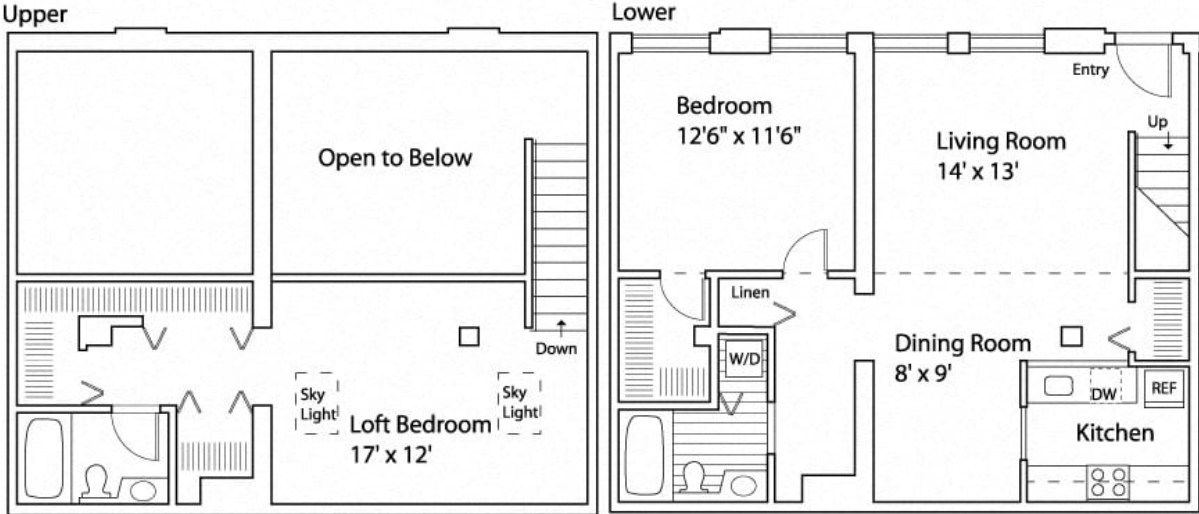 Upper
Open to Below
Down
Sky
Light
Sky
Light
Loft Bedroom
17' x 12'
Lower
Entry
Bedroom
12'6" x 11'6"
Up
Living Room
14' x 13'
Linen
W/D
Dining Room
8' x 9'
DW
REF
Kitchen